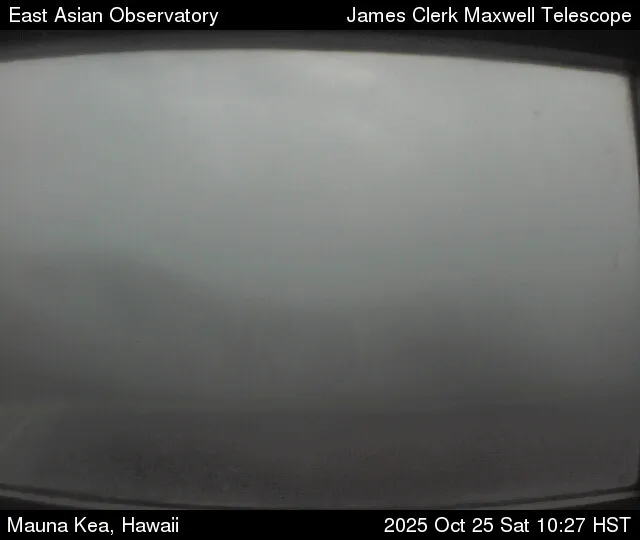 East Asian Observatory
James Clerk Maxwell Telescope
Mauna Kea, Hawaii
2025 Oct 25 Sat 10:27 HST